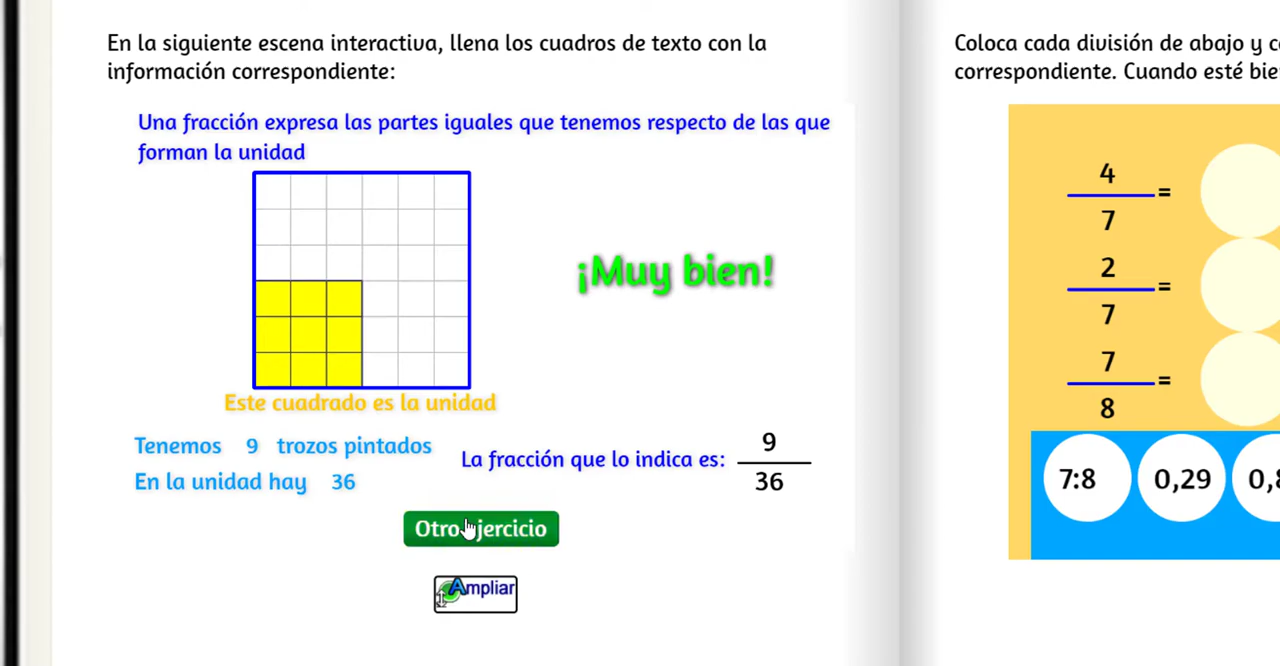 En la siguiente escena interactiva, llena los cuadros de texto con la
información correspondiente:
Una fracción expresa las partes iguales que tenemos respecto de las que
forman la unidad
¡Muy bien!
Este cuadrado es la unidad
Tenemos 9 trozos pintados
En la unidad hay 36
La fracción que lo indica es:
9
36
Otro ejercicio
Ampliar
Coloca cada división de abajo y
correspondiente. Cuando esté
4
7
=
2
7
=
7
8
=
7:8
0,29